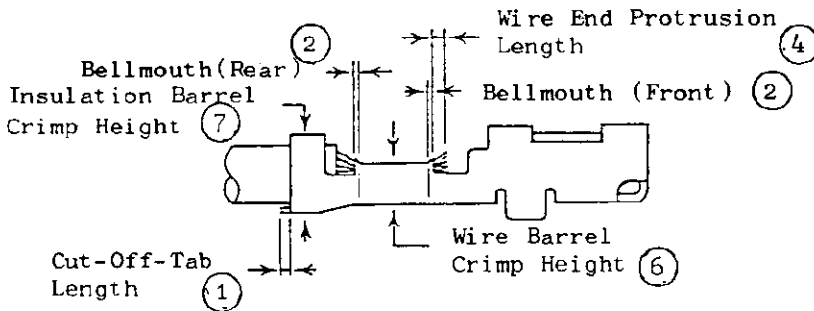 Wire End Protrusion
Length 4
2
Bellmouth(Rear)
Insulation Barrel
Crimp Height 7
Bellmouth (Front) 2
Wire Barrel
Crimp Height 6
Cut-Off-Tab
Length 1